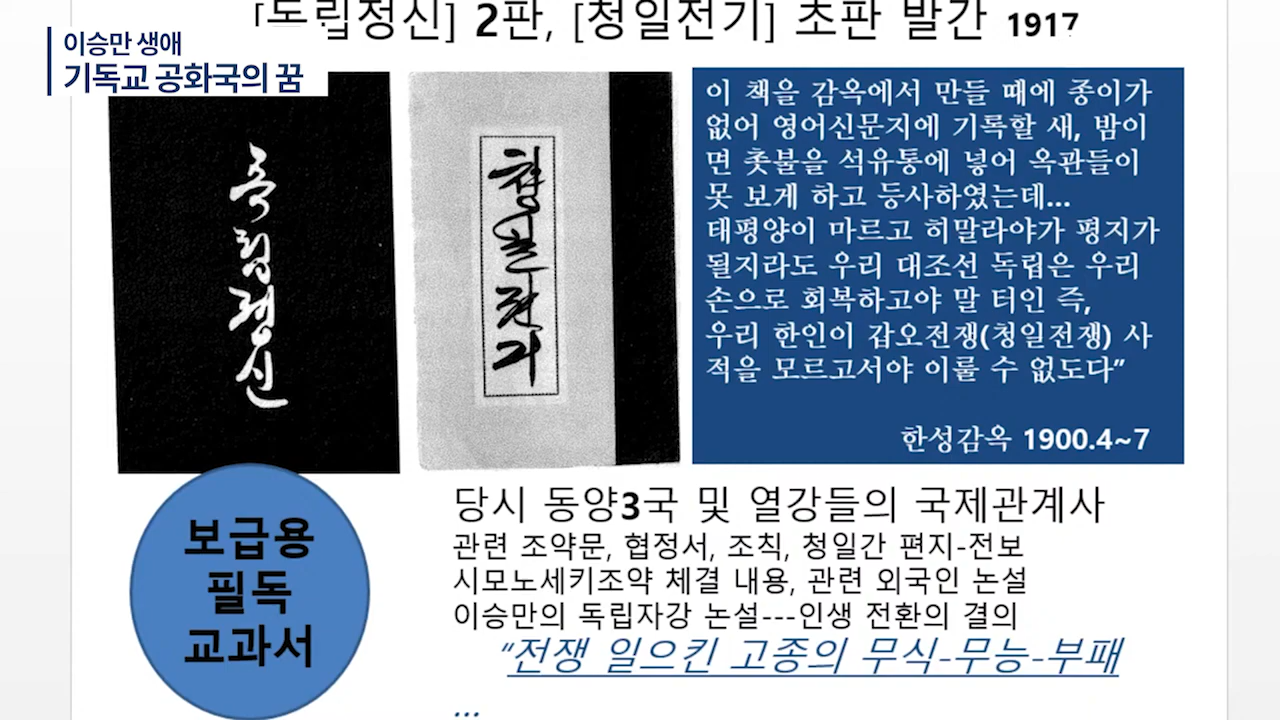 [독립정신] 2판, [청일전기] 초판 발간 1917
이승만 생애
기독교 공화국의 꿈
독립정신
청일전기
이 책을 감옥에서 만들 때에 종이가
없어 영어신문지에 기록할 새, 밤이
면 촛불을 석유통에 넣어 옥관들이
못 보게 하고 등사하였는데...
태평양이 마르고 히말라야가 평지가
될지라도 우리 대조선 독립은 우리
손으로 회복하고야 말 터인 즉,
우리 한인이 갑오전쟁(청일전쟁) 사
적을 모르고서야 이룰 수 없도다”
한성감옥 1900.4~7
보급용
필독
교과서
당시 동양3국 및 열강들의 국제관계사
관련 조약문, 협정서, 조칙, 청일간 편지-전보
시모노세키조약 체결 내용, 관련 외국인 논설
이승만의 독립자강 논설---인생 전환의 결의
“전쟁 일으킨 고종의 무식-무능-부패
...